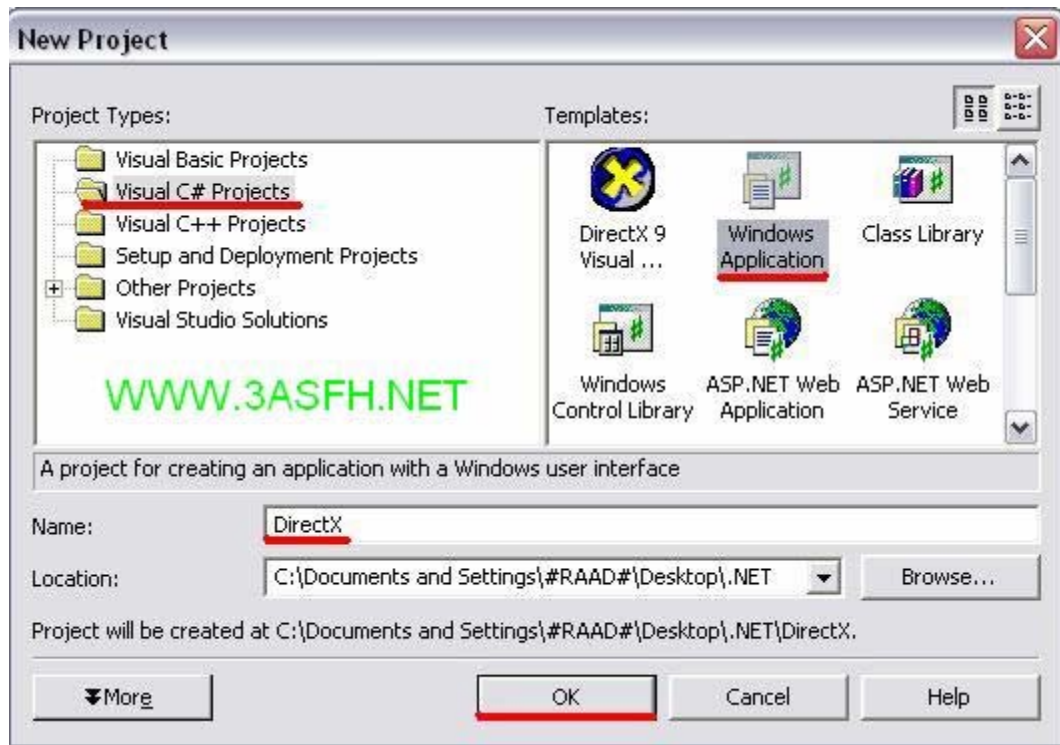 New Project
Project Types:
Templates:
Visual Basic Projects
Visual C# Projects
Visual C++ Projects
Setup and Deployment Projects
Other Projects
Visual Studio Solutions
WWW.3ASFH.NET
DirectX 9
Visual ...
Windows
Application
Class Library
Windows
Control Library
ASP.NET Web
Application
ASP.NET Web
Service
A project for creating an application with a Windows user interface
Name:
DirectX
Location:
C:\Documents and Settings\#RAAD#\Desktop\.NET
Browse...
Project will be created at C:\Documents and Settings\#RAAD#\Desktop\.NET\DirectX.
More
OK
Cancel
Help